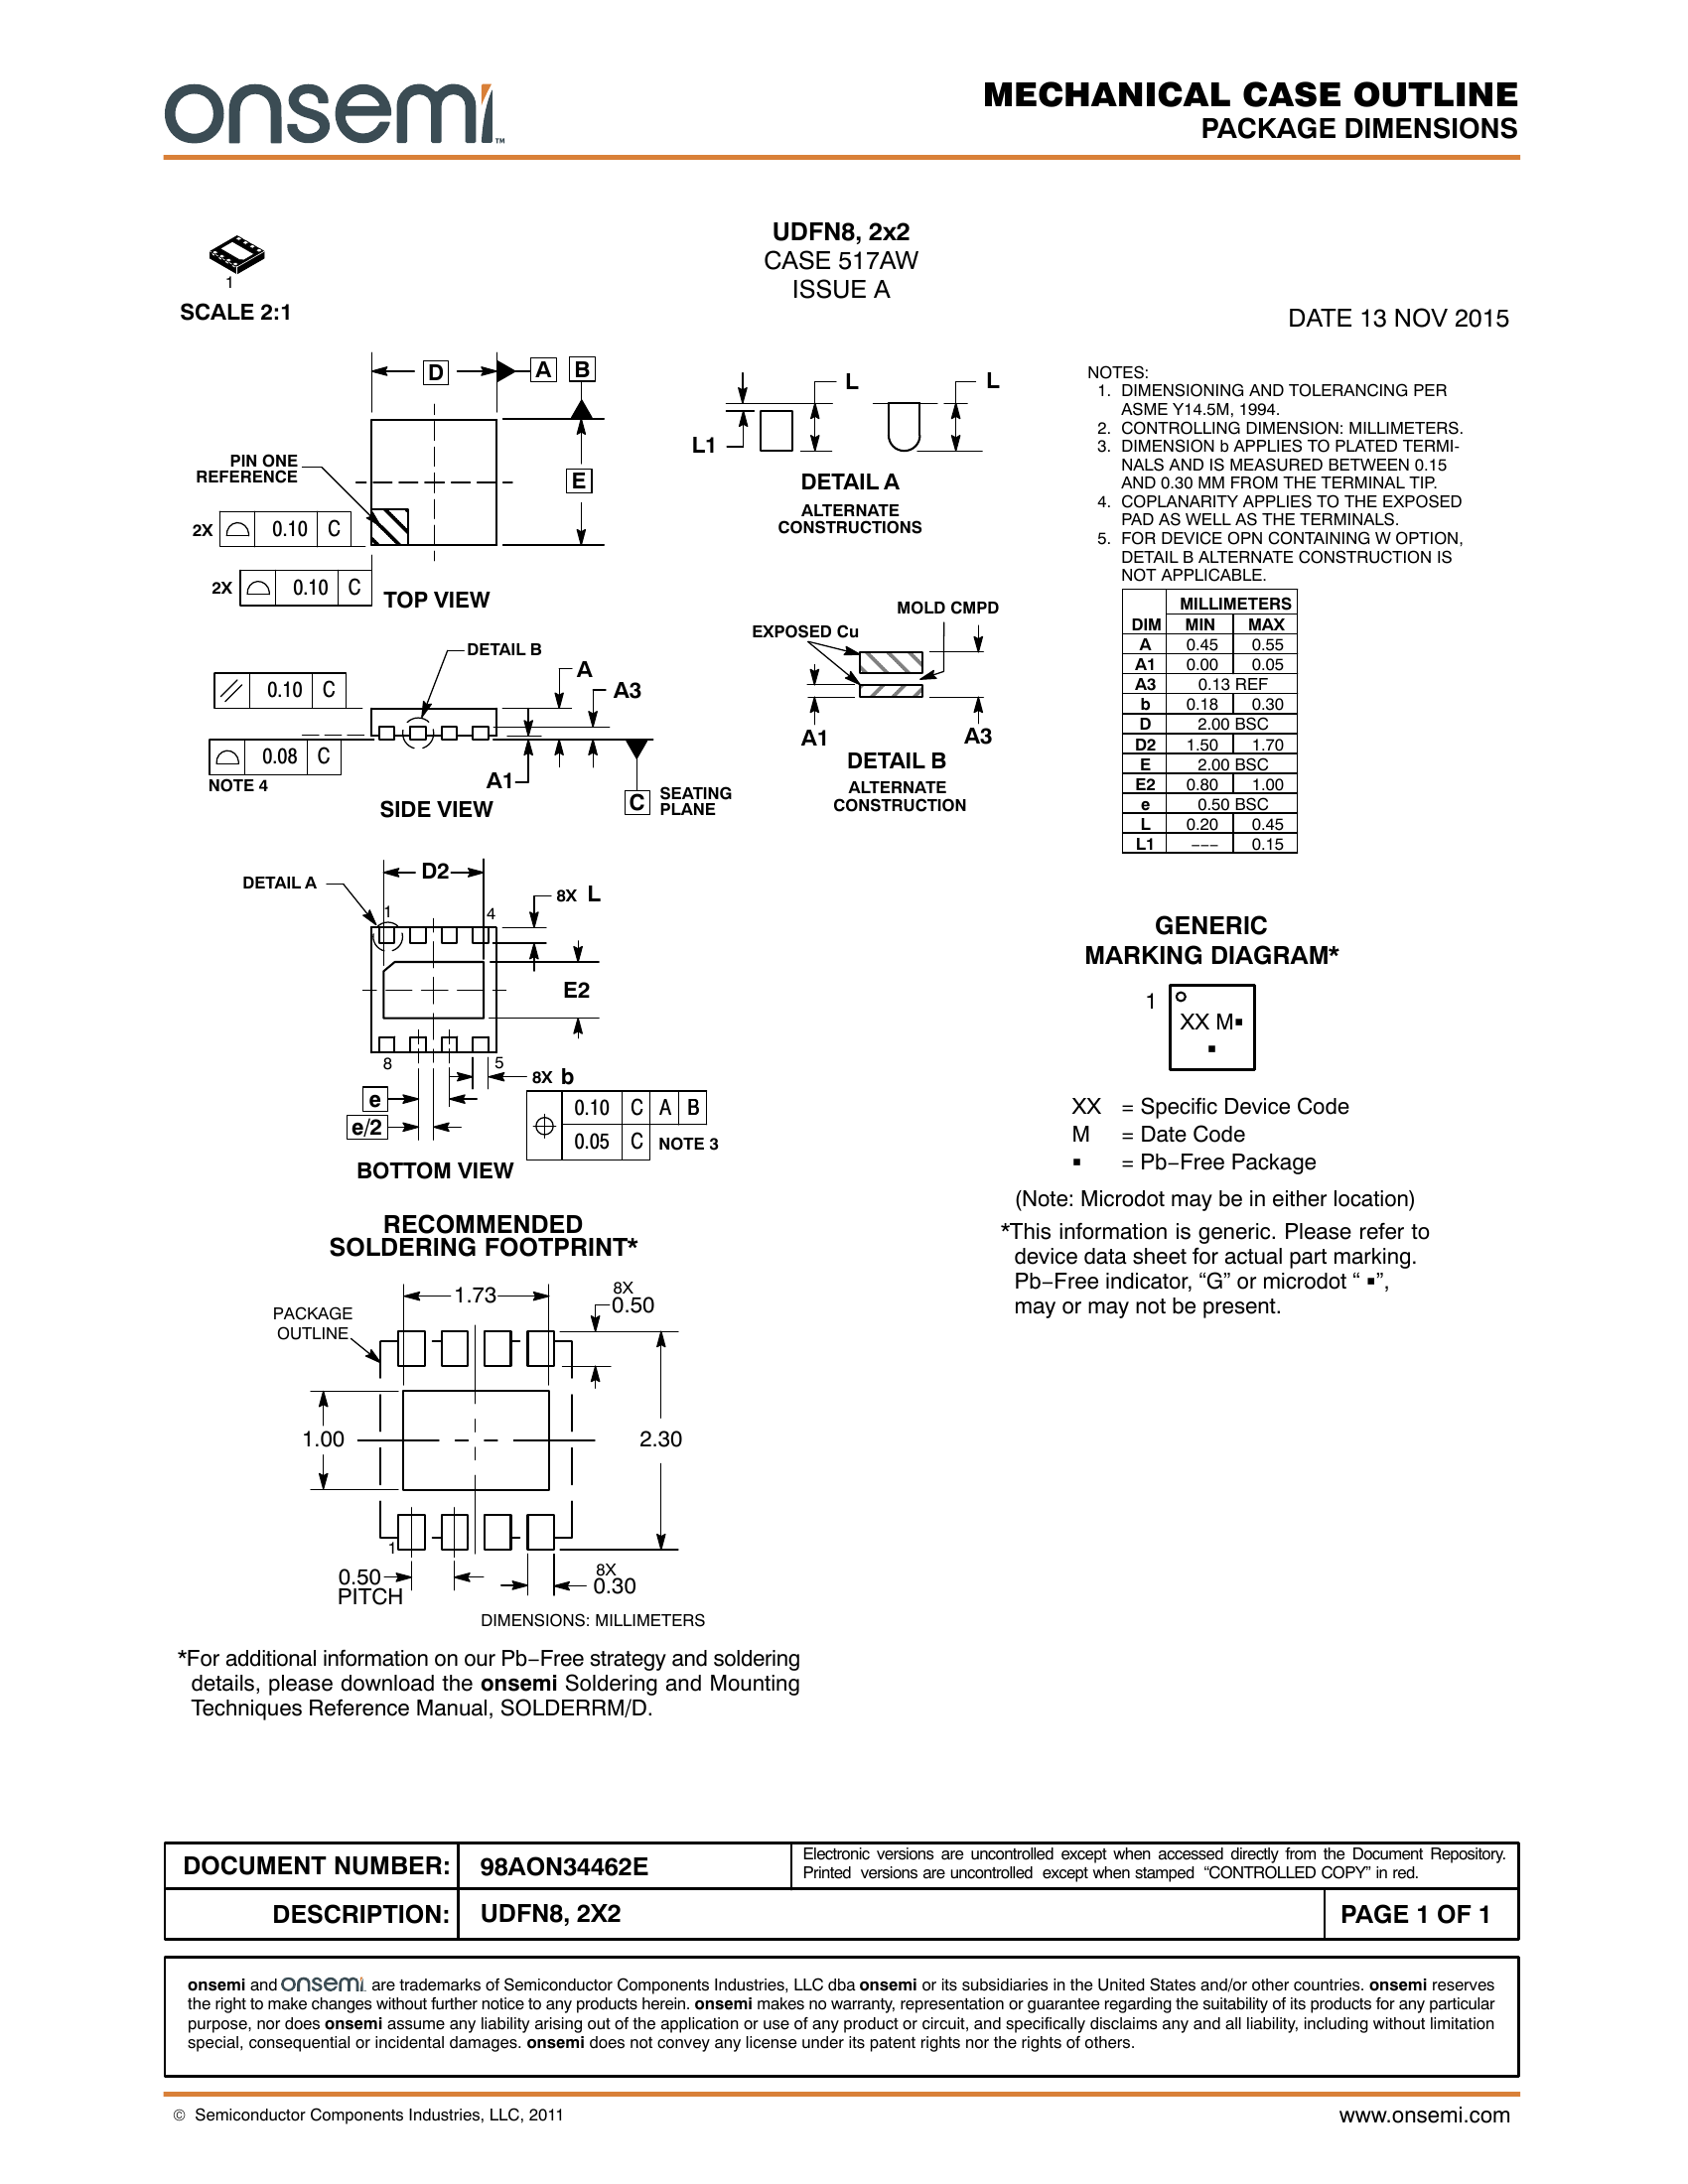 onsemi™
MECHANICAL CASE OUTLINE
PACKAGE DIMENSIONS
UDFN8, 2x2
CASE 517AW
ISSUE A
1
SCALE 2:1
DATE 13 NOV 2015
D
A
B
PIN ONE
REFERENCE
E
2X 0.10 C
2X 0.10 C
TOP VIEW
L
L
L1
DETAIL A
ALTERNATE
CONSTRUCTIONS
NOTES:
1. DIMENSIONING AND TOLERANCING PER
ASME Y14.5M, 1994.
2. CONTROLLING DIMENSION: MILLIMETERS.
3. DIMENSION b APPLIES TO PLATED TERMI-
NALS AND IS MEASURED BETWEEN 0.15
AND 0.30 MM FROM THE TERMINAL TIP.
4. COPLANARITY APPLIES TO THE EXPOSED
PAD AS WELL AS THE TERMINALS.
5. FOR DEVICE OPN CONTAINING W OPTION,
DETAIL B ALTERNATE CONSTRUCTION IS
NOT APPLICABLE.
MILLIMETERS
DIM MIN MAX
A 0.45 0.55
A1 0.00 0.05
A3 0.13 REF
b 0.18 0.30
D 2.00 BSC
D2 1.50 1.70
E 2.00 BSC
E2 0.80 1.00
e 0.50 BSC
L 0.20 0.45
L1 −−− 0.15
DETAIL B
A
A3
0.10 C
0.08 C
NOTE 4
A1
C SEATING
PLANE
SIDE VIEW
MOLD CMPD
EXPOSED Cu
A1
A3
DETAIL B
ALTERNATE
CONSTRUCTION
DETAIL A
D2
1
4
8X L
E2
8
5
8X b
e
e/2
0.10 C A B
0.05 C NOTE 3
BOTTOM VIEW
GENERIC
MARKING DIAGRAM*
1
XX M▪
▪
XX = Specific Device Code
M = Date Code
▪ = Pb−Free Package
(Note: Microdot may be in either location)
*This information is generic. Please refer to
device data sheet for actual part marking.
Pb−Free indicator, “G” or microdot “ ▪”,
may or may not be present.
RECOMMENDED
SOLDERING FOOTPRINT*
1.73
8X
0.50
PACKAGE
OUTLINE
1.00
2.30
1
0.50
PITCH
8X
0.30
DIMENSIONS: MILLIMETERS
*For additional information on our Pb−Free strategy and soldering
details, please download the onsemi Soldering and Mounting
Techniques Reference Manual, SOLDERRM/D.
DOCUMENT NUMBER: 98AON34462E
Electronic versions are uncontrolled except when accessed directly from the Document Repository.
Printed versions are uncontrolled except when stamped “CONTROLLED COPY” in red.
DESCRIPTION: UDFN8, 2X2
PAGE 1 OF 1
onsemi and onsemi are trademarks of Semiconductor Components Industries, LLC dba onsemi or its subsidiaries in the United States and/or other countries. onsemi reserves
the right to make changes without further notice to any products herein. onsemi makes no warranty, representation or guarantee regarding the suitability of its products for any particular
purpose, nor does onsemi assume any liability arising out of the application or use of any product or circuit, and specifically disclaims any and all liability, including without limitation
special, consequential or incidental damages. onsemi does not convey any license under its patent rights nor the rights of others.
© Semiconductor Components Industries, LLC, 2011
www.onsemi.com